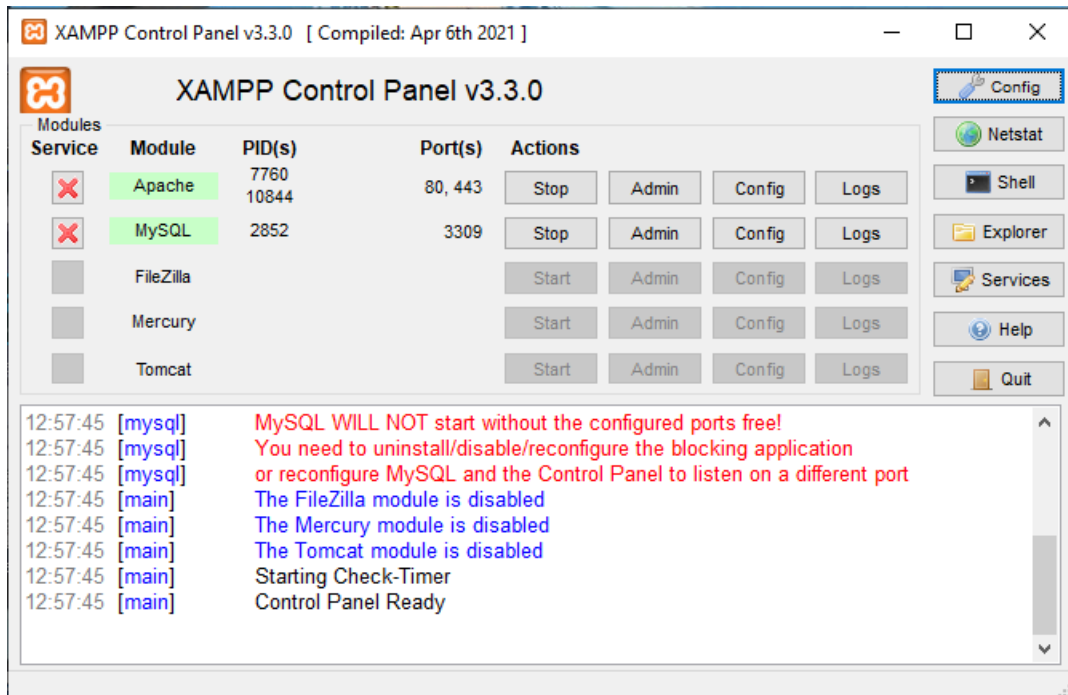 XAMPP Control Panel v3.3.0 [ Compiled: Apr 6th 2021 ]
XAMPP Control Panel v3.3.0
Config
Modules
Netstat
Service Module PID(s) Port(s) Actions
Apache 7760 10844 80, 443 Stop Admin Config Logs
Shell
MySQL 2852 3309 Stop Admin Config Logs
Explorer
FileZilla Start Admin Config Logs
Services
Mercury Start Admin Config Logs
Help
Tomcat Start Admin Config Logs
Quit
12:57:45 [mysql] MySQL WILL NOT start without the configured ports free!
12:57:45 [mysql] You need to uninstall/disable/reconfigure the blocking application
12:57:45 [mysql] or reconfigure MySQL and the Control Panel to listen on a different port
12:57:45 [main] The FileZilla module is disabled
12:57:45 [main] The Mercury module is disabled
12:57:45 [main] The Tomcat module is disabled
12:57:45 [main] Starting Check-Timer
12:57:45 [main] Control Panel Ready